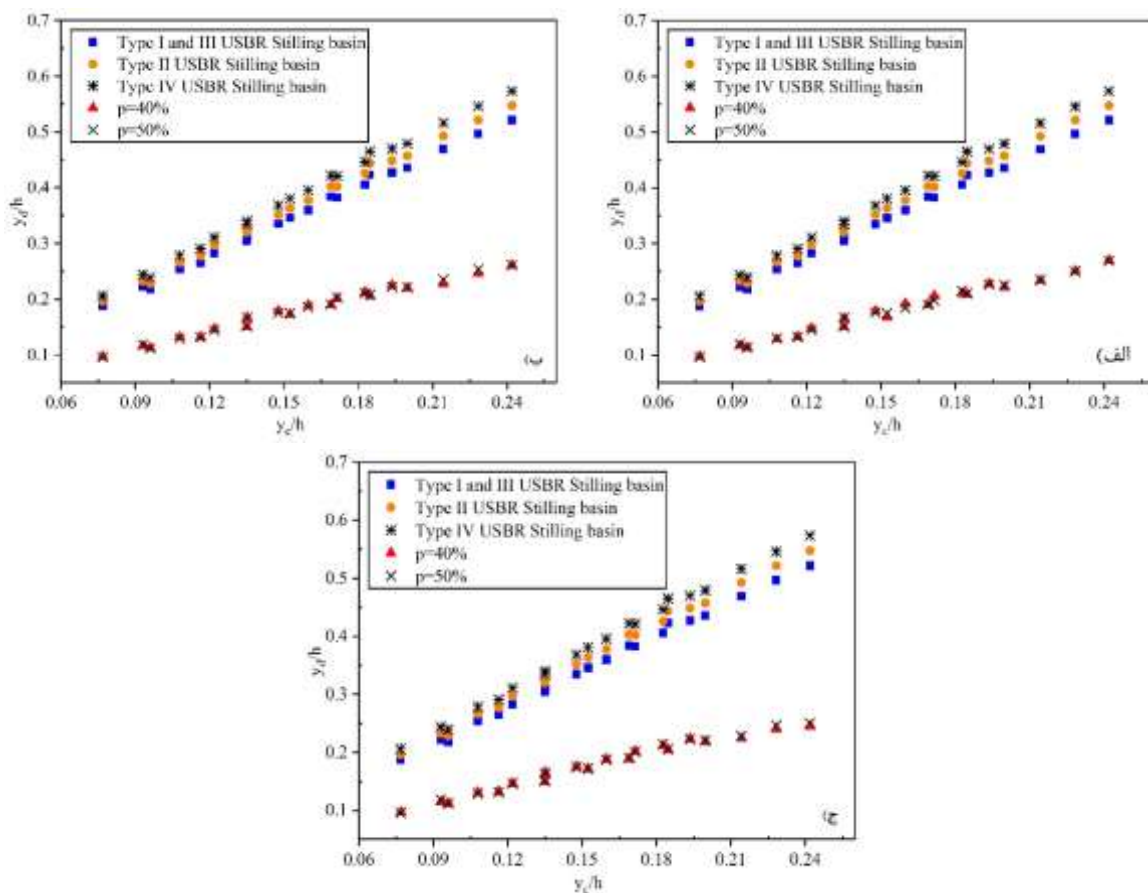 0.7
0.6
0.5
0.4
0.3
0.2
0.1
y_d/h
Type I and III USBR Stilling basin
Type II USBR Stilling basin
Type IV USBR Stilling basin
p=40%
p=50%
ب)
0.06 0.09 0.12 0.15 0.18 0.21 0.24
y_c/h
0.7
0.6
0.5
0.4
0.3
0.2
0.1
y_d/h
Type I and III USBR Stilling basin
Type II USBR Stilling basin
Type IV USBR Stilling basin
p=40%
p=50%
الف)
0.06 0.09 0.12 0.15 0.18 0.21 0.24
y_c/h
0.7
0.6
0.5
0.4
0.3
0.2
0.1
y_d/h
Type I and III USBR Stilling basin
Type II USBR Stilling basin
Type IV USBR Stilling basin
p=40%
p=50%
ج)
0.06 0.09 0.12 0.15 0.18 0.21 0.24
y_c/h